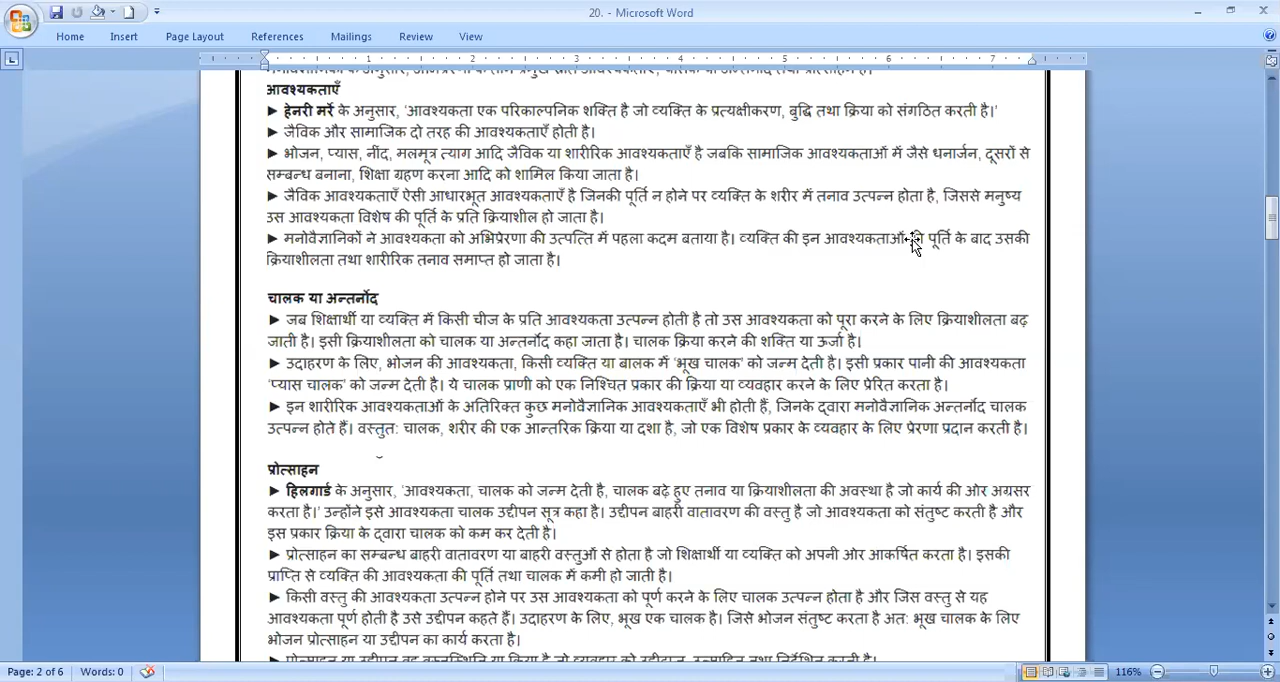 20. - Microsoft Word
Home Insert Page Layout References Mailings Review View
1 2 3 4 5 6 7
आवश्यकताएँ
► हेनरी मर्रे के अनुसार, 'आवश्यकता एक परिकाल्पनिक शक्ति है जो व्यक्ति के प्रत्यक्षीकरण, बुद्धि तथा क्रिया को संगठित करती है।'
► जैविक और सामाजिक दो तरह की आवश्यकताएँ होती है।
► भोजन, प्यास, नींद, मलमूत्र त्याग आदि जैविक या शारीरिक आवश्यकताएँ है जबकि सामाजिक आवश्यकताओं में जैसे धनार्जन, दूसरों से
सम्बन्ध बनाना, शिक्षा ग्रहण करना आदि को शामिल किया जाता है।
► जैविक आवश्यकताएँ ऐसी आधारभूत आवश्यकताएँ है जिनकी पूर्ति न होने पर व्यक्ति के शरीर में तनाव उत्पन्न होता है, जिससे मनुष्य
उस आवश्यकता विशेष की पूर्ति के प्रति क्रियाशील हो जाता है।
► मनोवैज्ञानिकों ने आवश्यकता को अभिप्रेरणा की उत्पत्ति में पहला कदम बताया है। व्यक्ति की इन आवश्यकताओं पूर्ति के बाद उसकी
क्रियाशीलता तथा शारीरिक तनाव समाप्त हो जाता है।
चालक या अन्तर्नोद
► जब शिक्षार्थी या व्यक्ति में किसी चीज के प्रति आवश्यकता उत्पन्न होती है तो उस आवश्यकता को पूरा करने के लिए क्रियाशीलता बढ़
जाती है। इसी क्रियाशीलता को चालक या अन्तर्नोद कहा जाता है। चालक क्रिया करने की शक्ति या ऊर्जा है।
► उदाहरण के लिए, भोजन की आवश्यकता, किसी व्यक्ति या बालक में 'भूख चालक' को जन्म देती है। इसी प्रकार पानी की आवश्यकता
'प्यास चालक' को जन्म देती है। ये चालक प्राणी को एक निश्चित प्रकार की क्रिया या व्यवहार करने के लिए प्रेरित करता है।
► इन शारीरिक आवश्यकताओं के अतिरिक्त कुछ मनोवैज्ञानिक आवश्यकताएँ भी होती हैं, जिनके द्वारा मनोवैज्ञानिक अन्तर्नोद चालक
उत्पन्न होते हैं। वस्तुत: चालक, शरीर की एक आन्तरिक क्रिया या दशा है, जो एक विशेष प्रकार के व्यवहार के लिए प्रेरणा प्रदान करती है।
प्रोत्साहन
► हिलगार्ड के अनुसार, 'आवश्यकता, चालक को जन्म देती है, चालक बढ़े हुए तनाव या क्रियाशीलता की अवस्था है जो कार्य की ओर अग्रसर
करता है।' उन्होंने इसे आवश्यकता चालक उद्दीपन सूत्र कहा है। उद्दीपन बाहरी वातावरण की वस्तु है जो आवश्यकता को संतुष्ट करती है और
इस प्रकार क्रिया के द्वारा चालक को कम कर देती है।
► प्रोत्साहन का सम्बन्ध बाहरी वातावरण या बाहरी वस्तुओं से होता है जो शिक्षार्थी या व्यक्ति को अपनी ओर आकर्षित करता है। इसकी
प्राप्ति से व्यक्ति की आवश्यकता की पूर्ति तथा चालक में कमी हो जाती है।
► किसी वस्तु की आवश्यकता उत्पन्न होने पर उस आवश्यकता को पूर्ण करने के लिए चालक उत्पन्न होता है और जिस वस्तु से यह
आवश्यकता पूर्ण होती है उसे उद्दीपन कहते हैं। उदाहरण के लिए, भूख एक चालक है। जिसे भोजन संतुष्ट करता है अत: भूख चालक के लिए
भोजन प्रोत्साहन या उद्दीपन का कार्य करता है।
Page: 2 of 6 Words: 0 116%